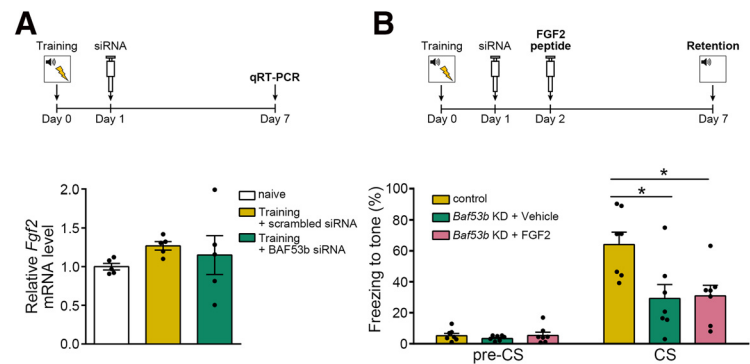 A
Training
siRNA
qRT-PCR
Day 0
Day 1
Day 7
Relative Fgf2
mRNA level
2.0
1.5
1.0
0.5
0.0
naive
Training
+ scrambled siRNA
Training
+ BAF53b siRNA
B
Training
siRNA
FGF2
peptide
Retention
Day 0
Day 1
Day 2
Day 7
Freezing to tone (%)
100
80
60
40
20
0
control
Baf53b KD + Vehicle
Baf53b KD + FGF2
*
*
pre-CS
CS